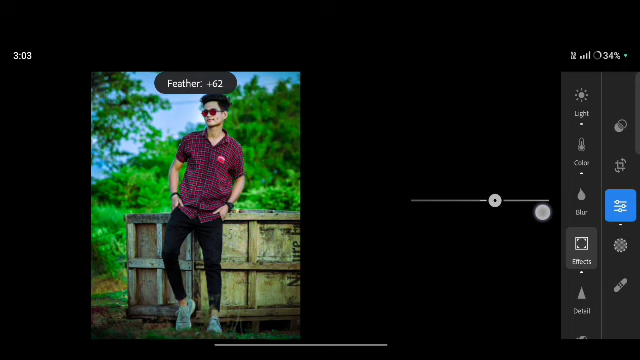 3:03
34%
Feather: +62
Light
Color
Blur
Effects
Detail